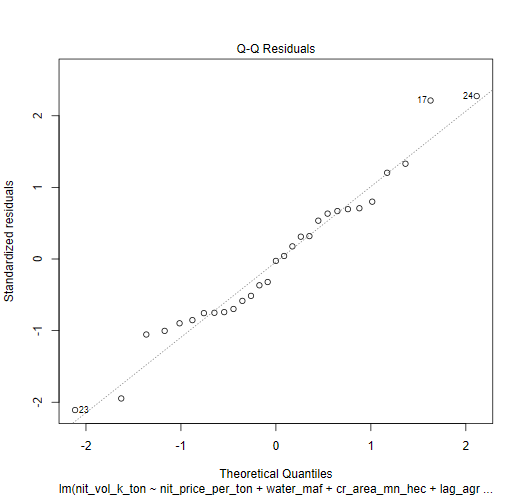 Q-Q Residuals
Standardized residuals
2
1
0
-1
-2
17
24
23
-2 -1 0 1 2
Theoretical Quantiles
lm(nit_vol_k_ton ~ nit_price_per_ton + water_maf + cr_area_mn_hec + lag_agr ...